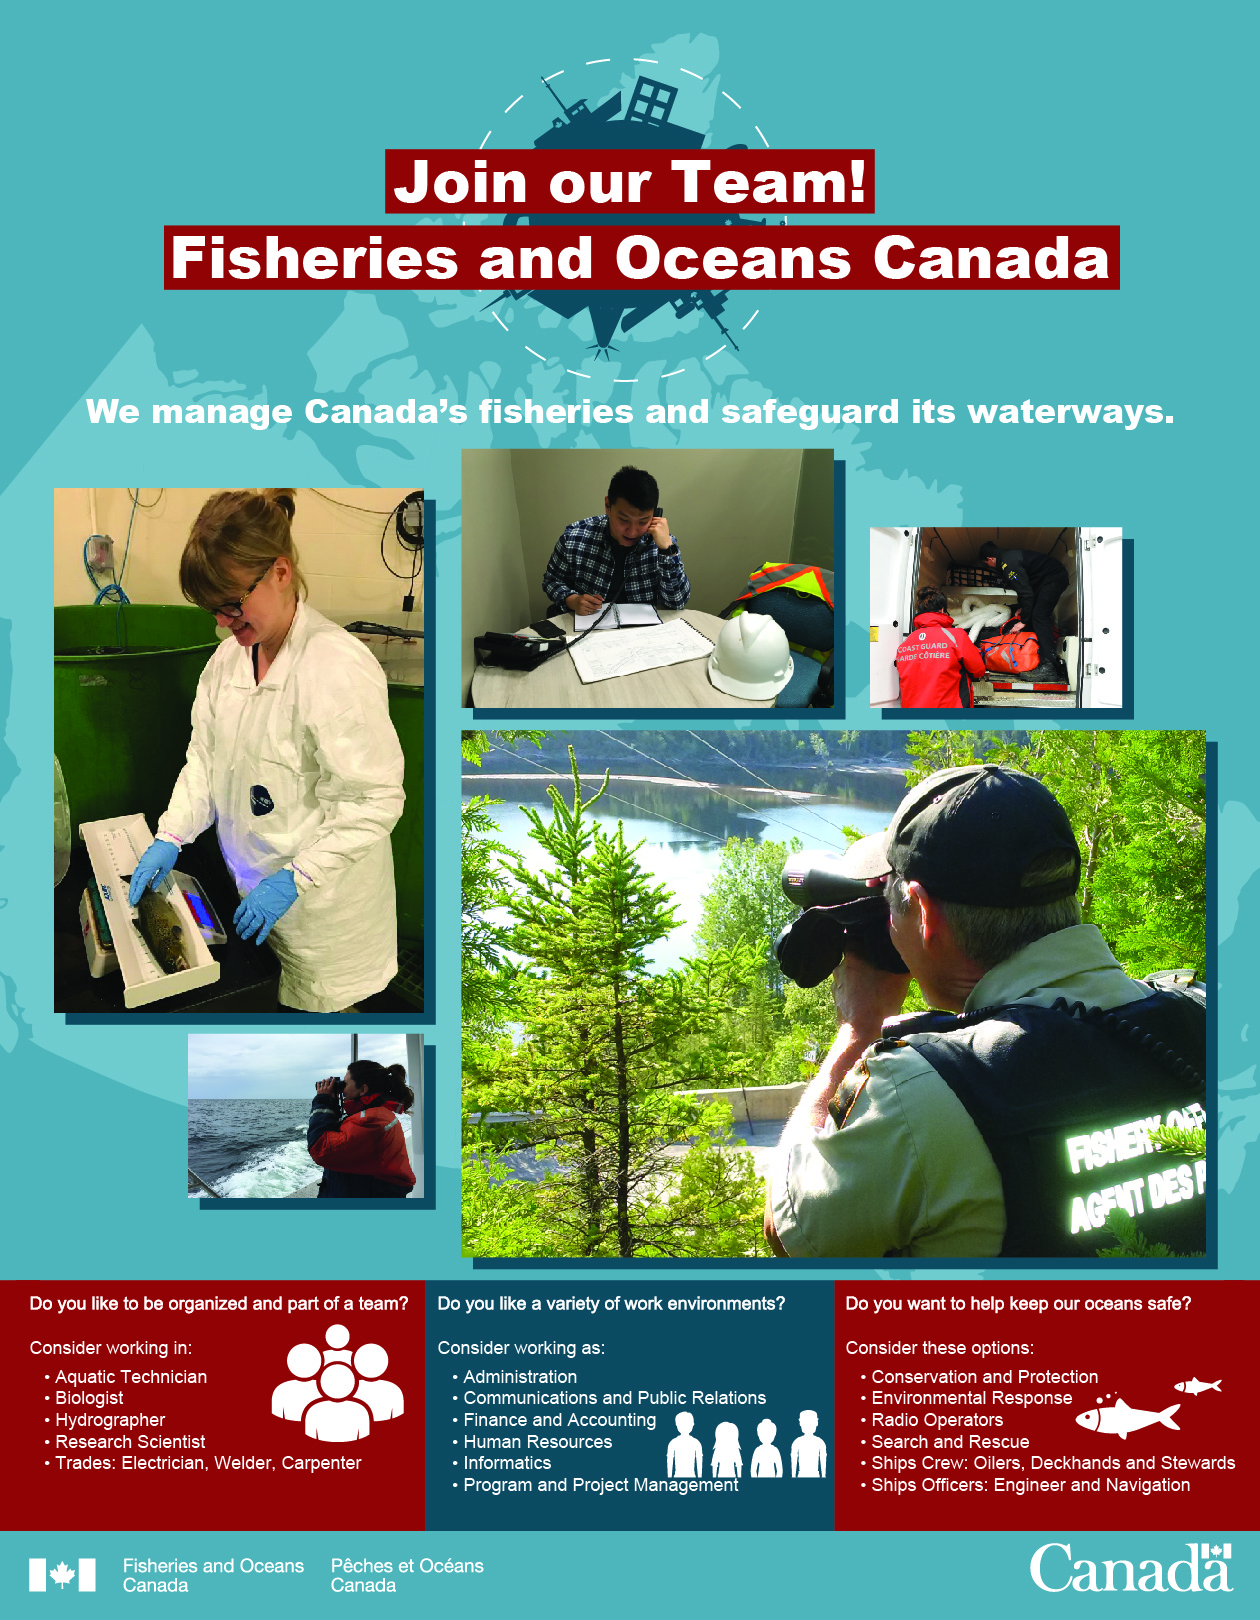 Join our Team!
Fisheries and Oceans Canada
We manage Canada's fisheries and safeguard its waterways.
COAST GUARD
GARDE CÔTIÈRE
FISHERY
AGENT DES
Do you like to be organized and part of a team?
Consider working in:
• Aquatic Technician
• Biologist
• Hydrographer
• Research Scientist
• Trades: Electrician, Welder, Carpenter
Do you like a variety of work environments?
Consider working as:
• Administration
• Communications and Public Relations
• Finance and Accounting
• Human Resources
• Informatics
• Program and Project Management
Do you want to help keep our oceans safe?
Consider these options:
• Conservation and Protection
• Environmental Response
• Radio Operators
• Search and Rescue
• Ships Crew: Oilers, Deckhands and Stewards
• Ships Officers: Engineer and Navigation
Fisheries and Oceans
Canada
Pêches et Océans
Canada
Canada